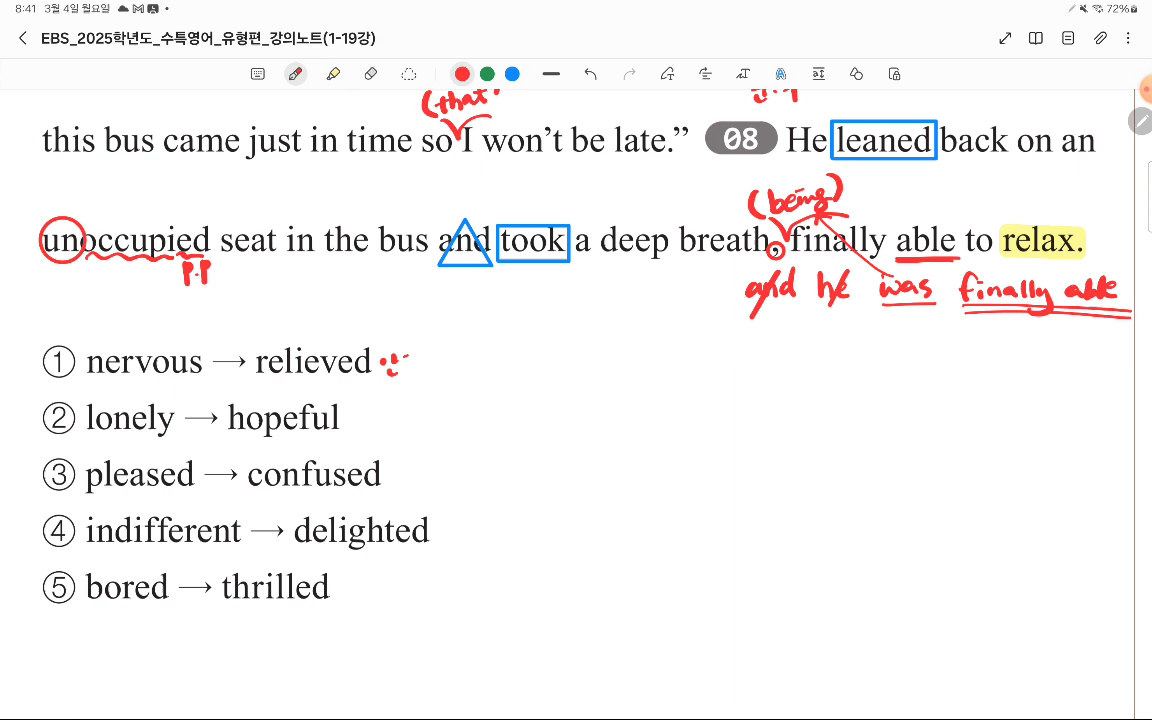 8:41 3월 4일 월요일
72%
EBS_2025학년도_수특영어_유형편_강의노트(1-19강)
(that)
this bus came just in time so I won't be late.” 08 He leaned back on an
(being)
unoccupied seat in the bus and took a deep breath, finally able to relax.
P.P
and he was finally able
① nervous → relieved
② lonely → hopeful
③ pleased → confused
④ indifferent → delighted
⑤ bored → thrilled